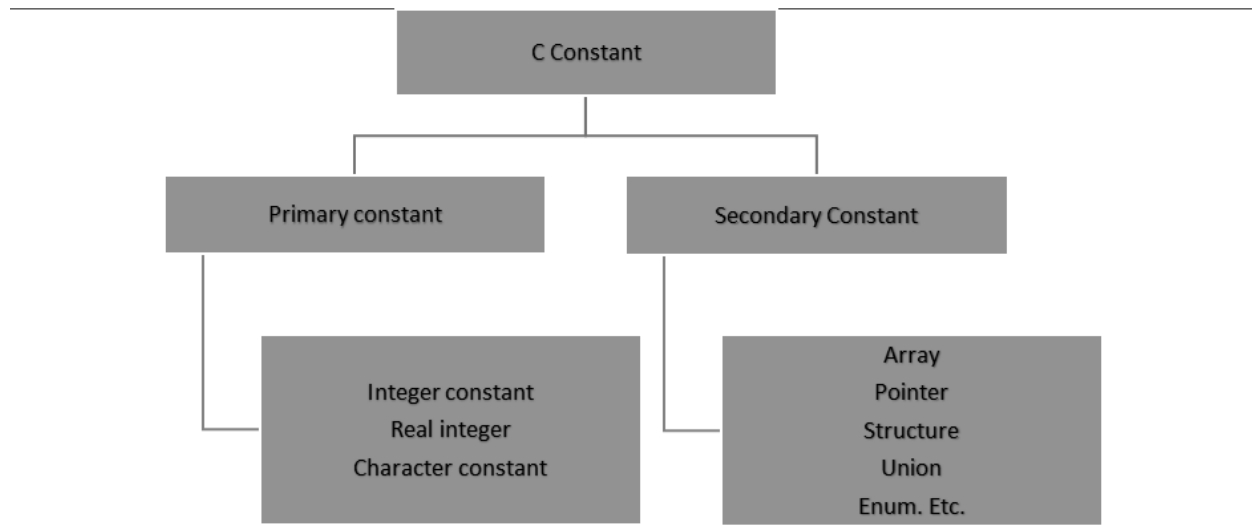 C Constant
Primary constant
Secondary Constant
Integer constant
Real integer
Character constant
Array
Pointer
Structure
Union
Enum. Etc.